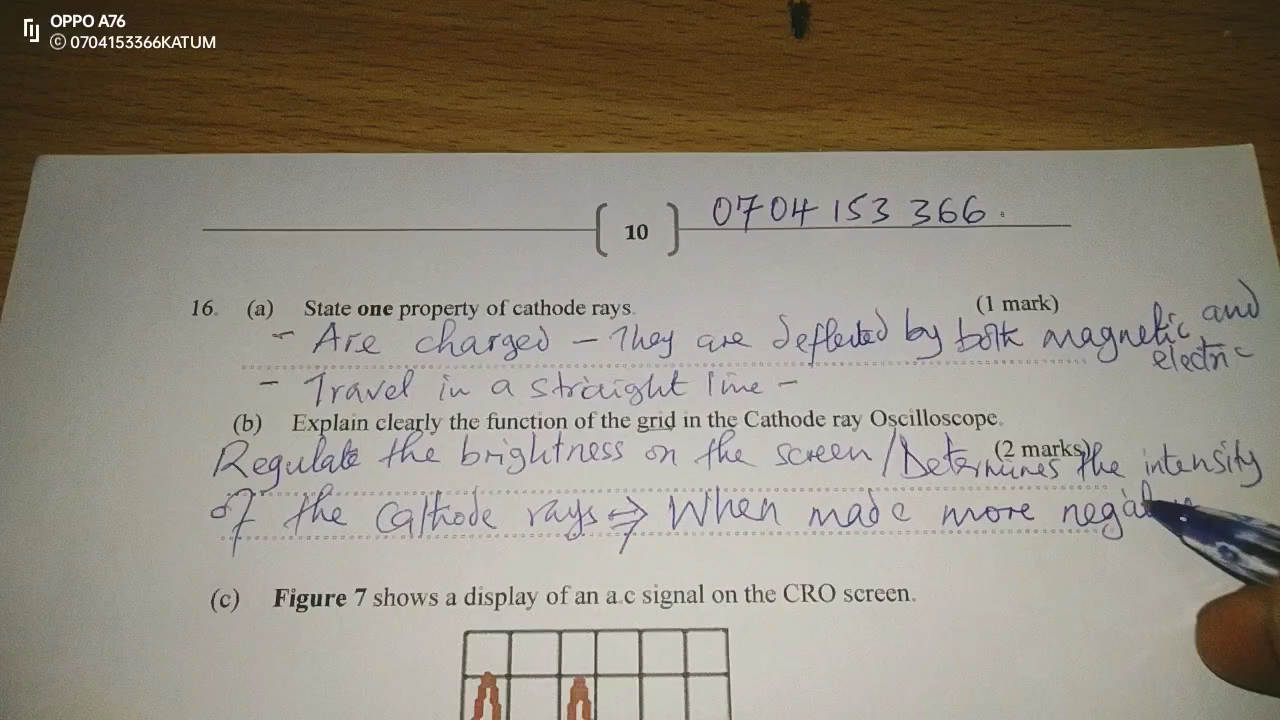 OPPO A76
© 0704153366KATUM
10
0704 153 366.
16. (a) State one property of cathode rays. (1 mark)
- Are charged - They are deflected by both magnetic and
electric
- Travel in a straight line -
(b) Explain clearly the function of the grid in the Cathode ray Oscilloscope.
(2 marks)
Regulate the brightness on the screen / Determines the intensity
of the cathode rays ⇒ When made more
(c) Figure 7 shows a display of an a.c signal on the CRO screen.